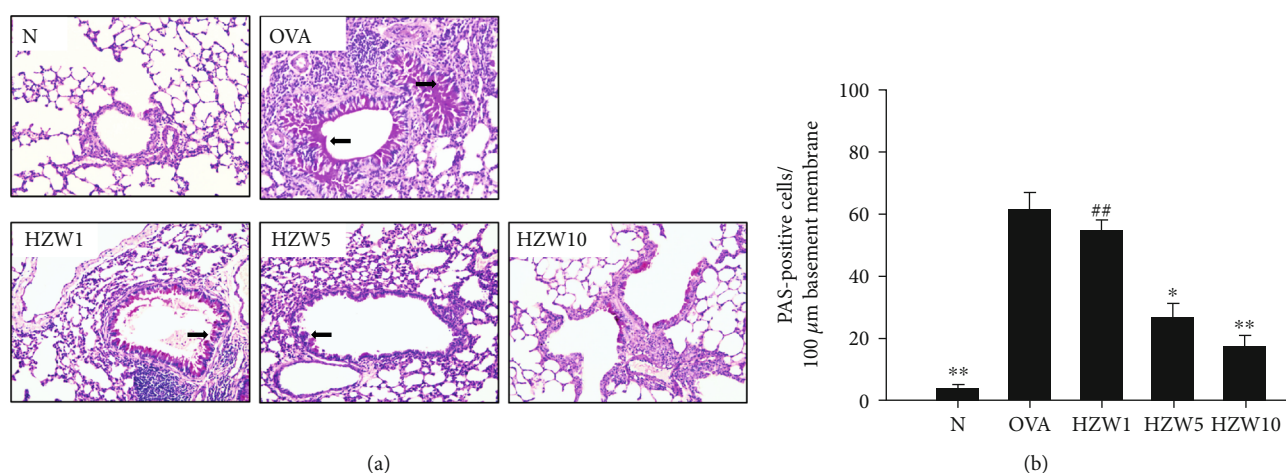 N
OVA
HZW1
HZW5
HZW10
(a)
PAS-positive cells/
100 μm basement membrane
100
80
60
40
20
0
**
##
*
**
N
OVA
HZW1
HZW5
HZW10
(b)